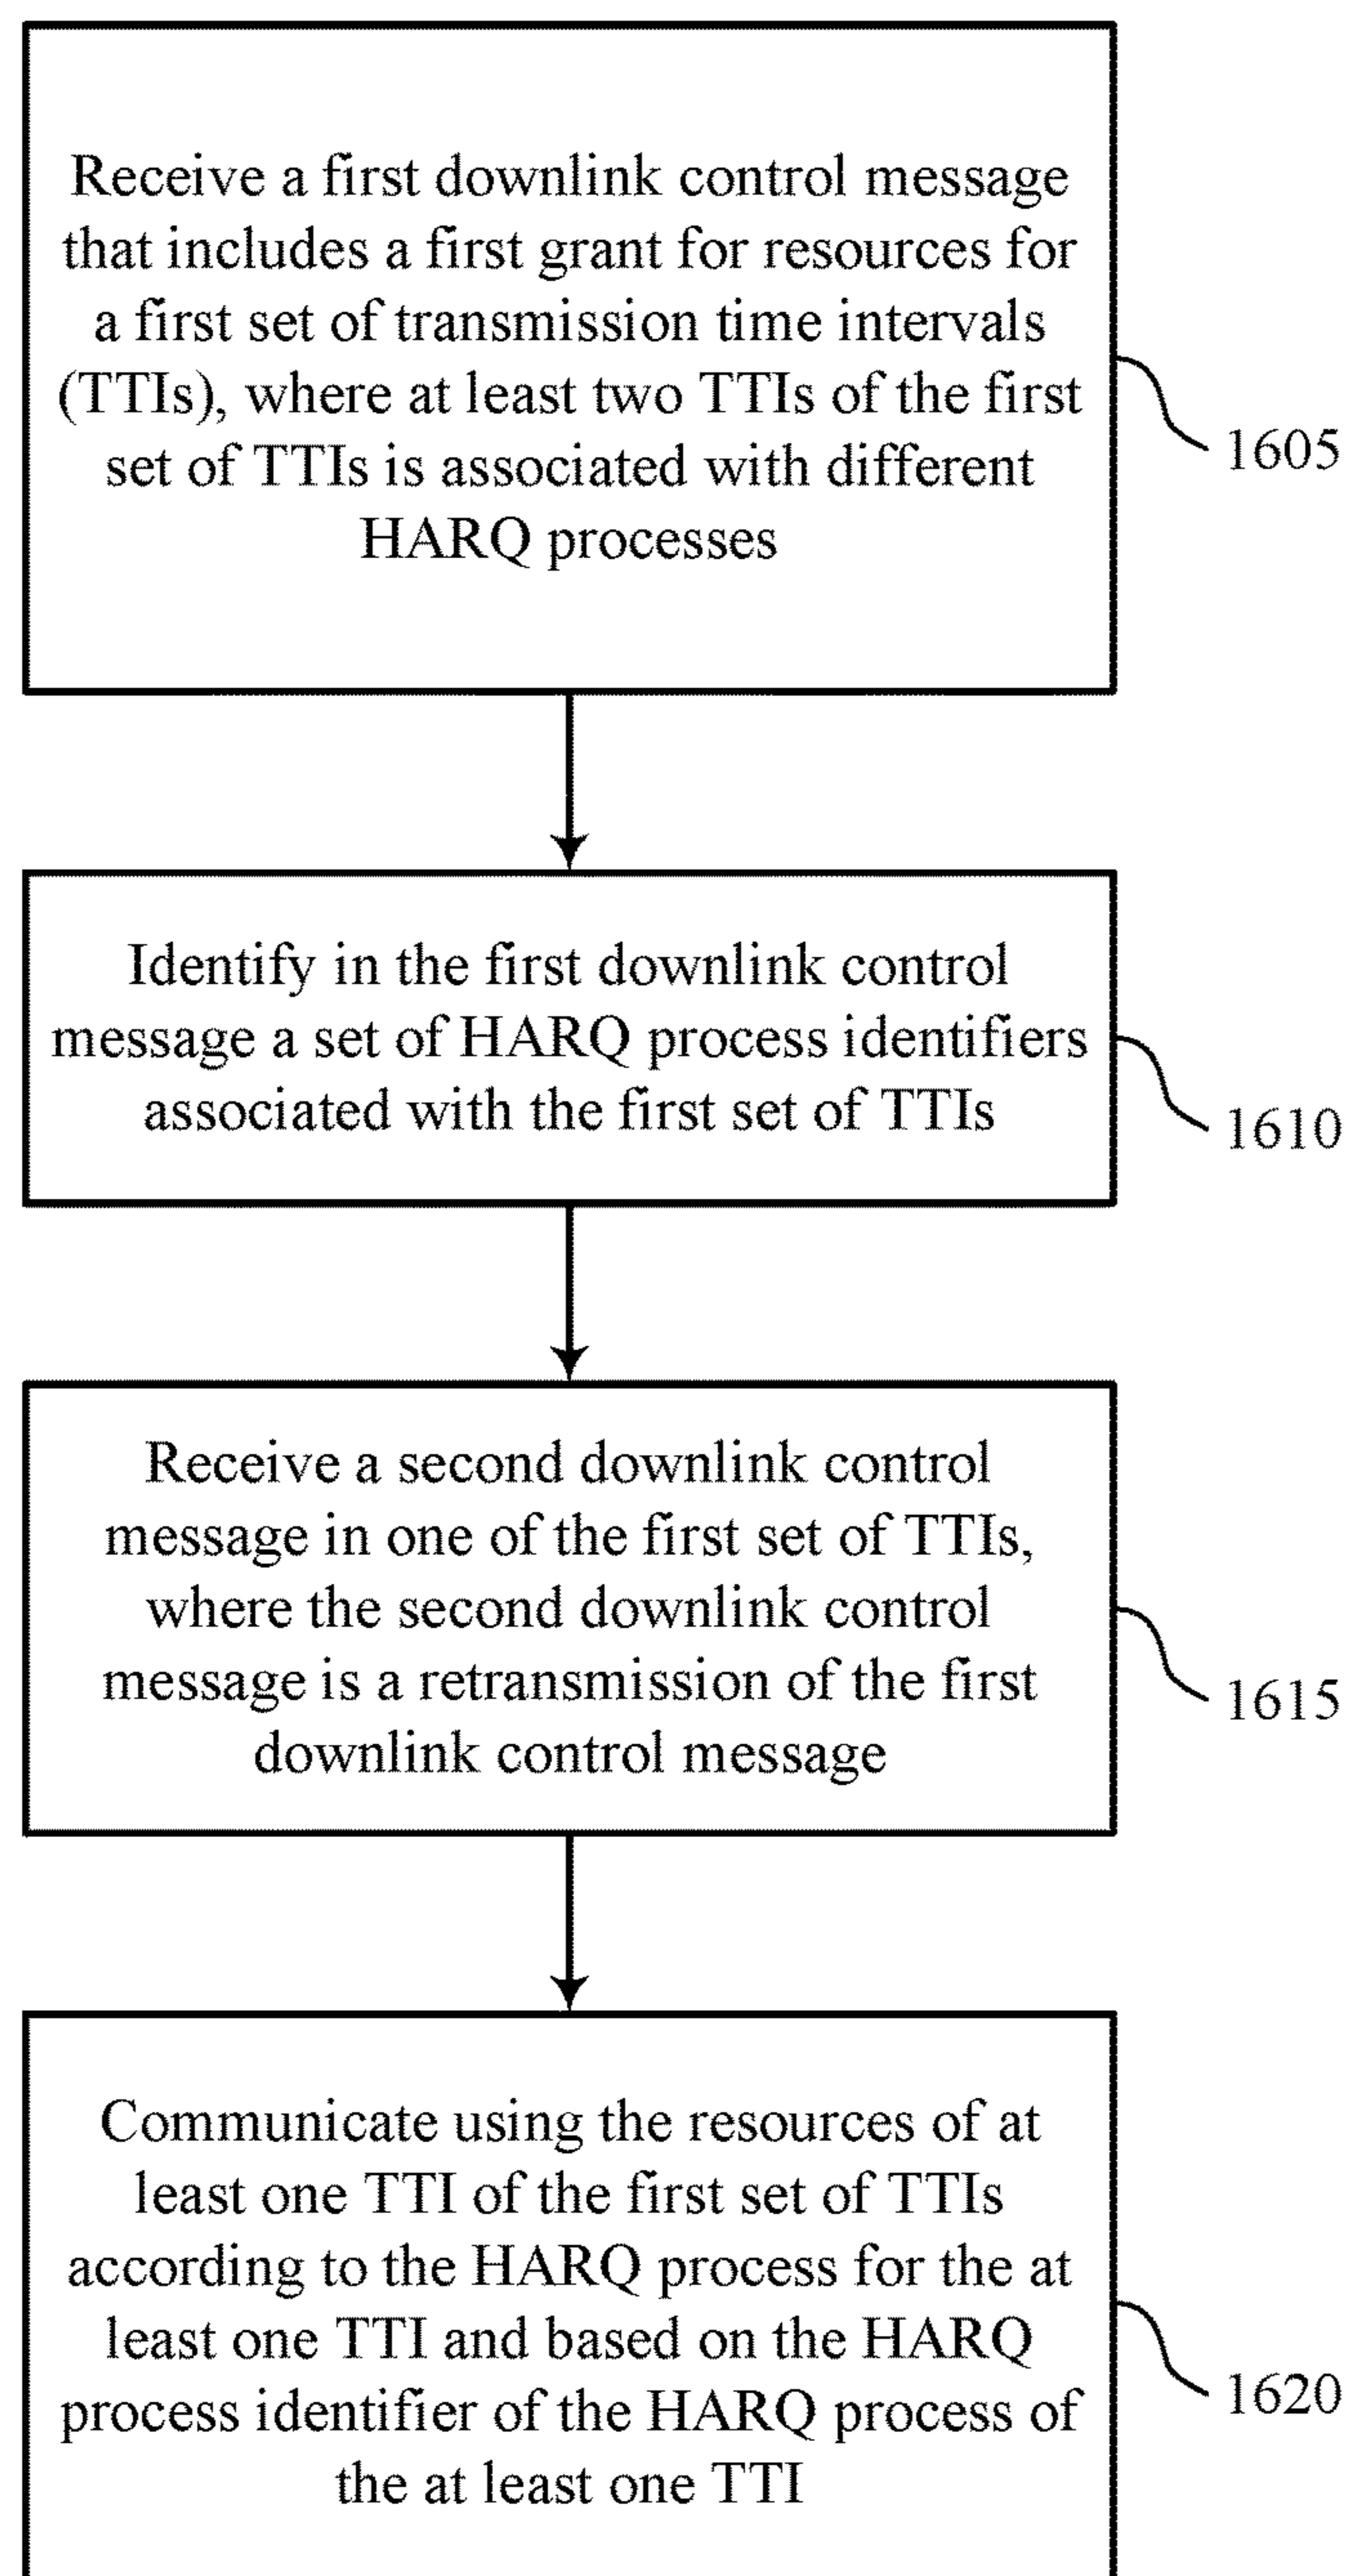 Receive a first downlink control message
that includes a first grant for resources for
a first set of transmission time intervals
(TTIs), where at least two TTIs of the first
set of TTIs is associated with different
HARQ processes
1605
Identify in the first downlink control
message a set of HARQ process identifiers
associated with the first set of TTIs
1610
Receive a second downlink control
message in one of the first set of TTIs,
where the second downlink control
message is a retransmission of the first
downlink control message
1615
Communicate using the resources of at
least one TTI of the first set of TTIs
according to the HARQ process for the at
least one TTI and based on the HARQ
process identifier of the HARQ process of
the at least one TTI
1620